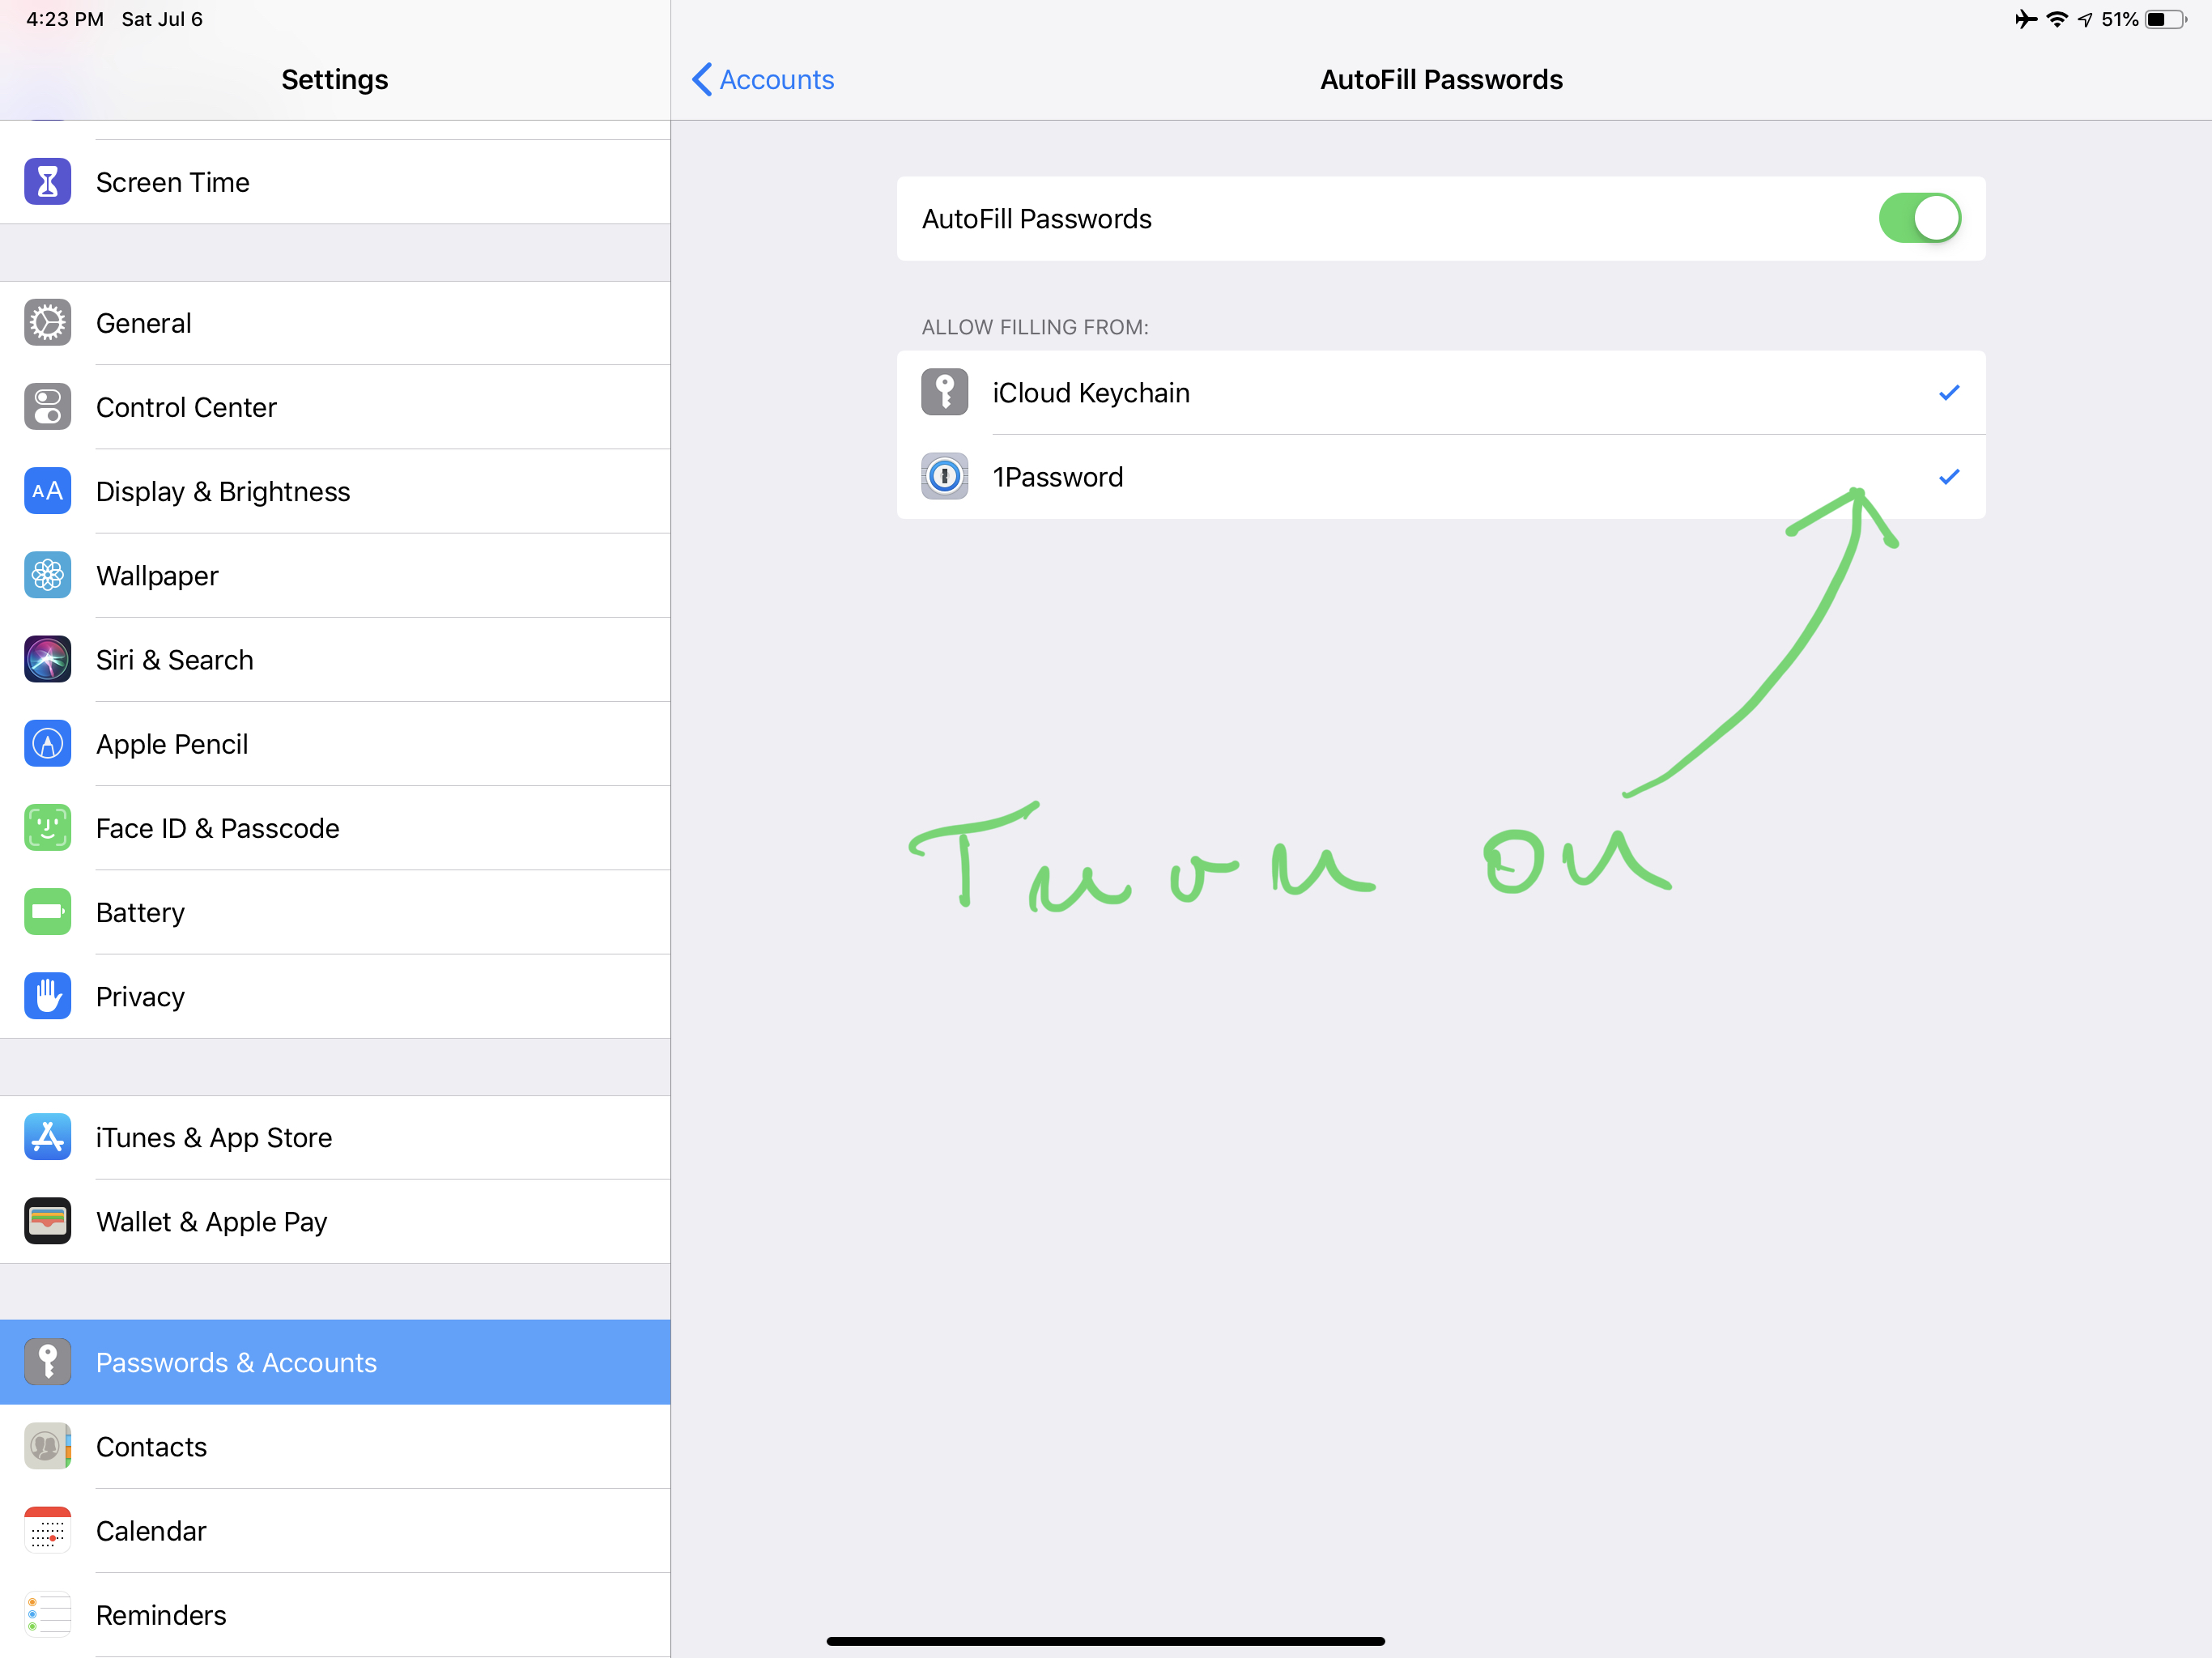 4:23 PM Sat Jul 6
51%
Settings
Screen Time
General
Control Center
AA Display & Brightness
Wallpaper
Siri & Search
Apple Pencil
Face ID & Passcode
Battery
Privacy
iTunes & App Store
Wallet & Apple Pay
Passwords & Accounts
Contacts
Calendar
Reminders
Accounts
AutoFill Passwords
AutoFill Passwords
ALLOW FILLING FROM:
iCloud Keychain
1Password
Turn on